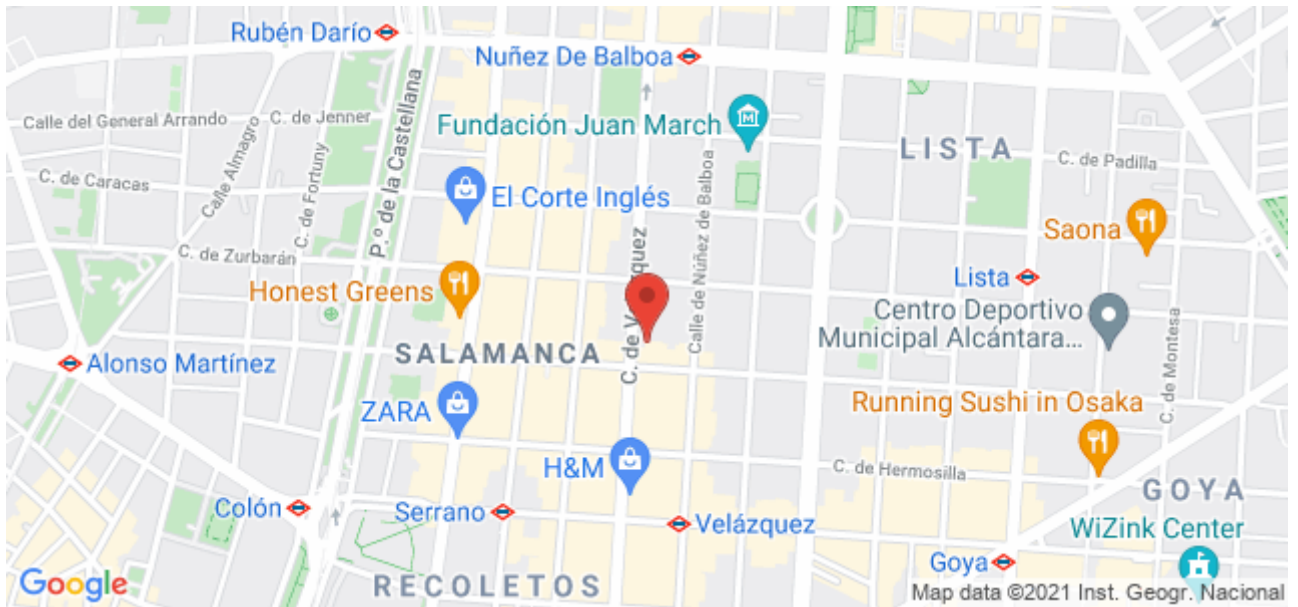 Rubén Darío
Nuñez De Balboa
P.º de la Castellana
Calle del General Arrando
C. de Jenner
Fundación Juan March
LISTA
C. de Padilla
Calle Almagro
C. de Fortuny
C. de Caracas
El Corte Inglés
Calle de Núñez de Balboa
Saona
C. de Zurbarán
Honest Greens
Lista
C. de V
quez
Centro Deportivo
Municipal Alcántara...
C. de Montesa
Alonso Martínez
SALAMANCA
ZARA
Running Sushi in Osaka
H&M
C. de Hermosilla
GOYA
Colón
Serrano
Velázquez
WiZink Center
Goya
RECOLETOS
Google
Map data ©2021 Inst. Geogr. Nacional